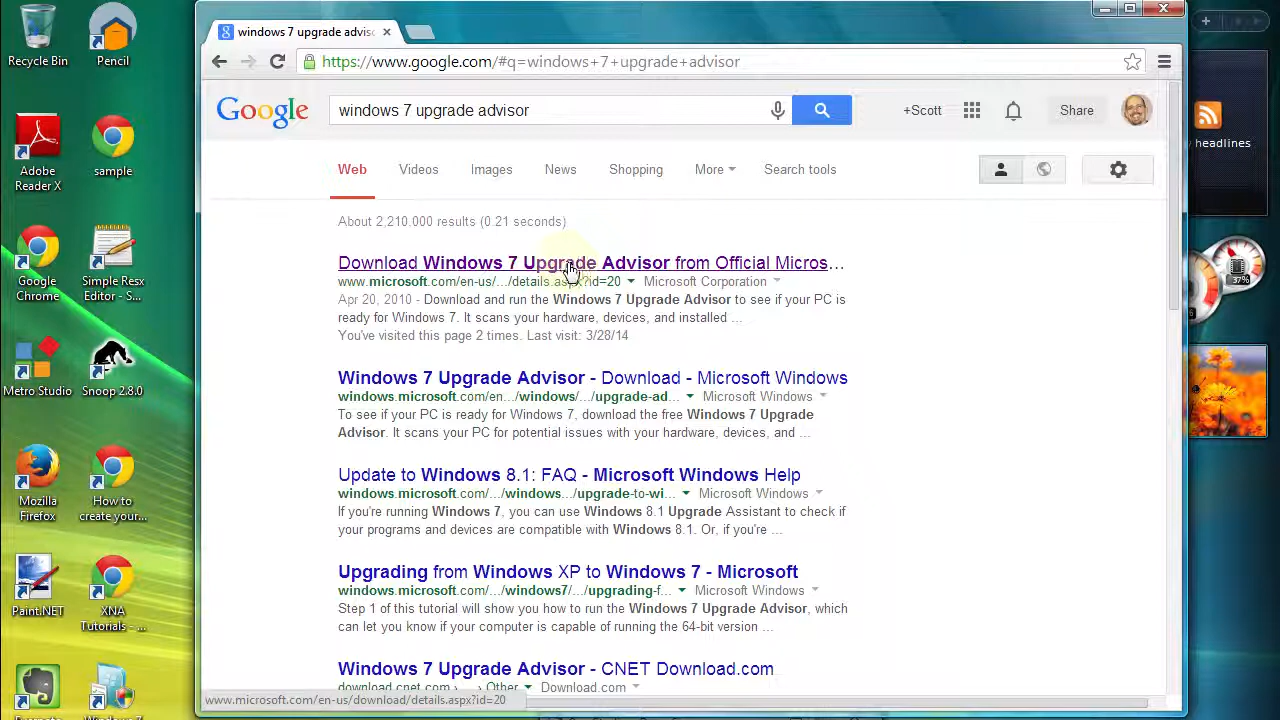 Recycle Bin
Pencil
Adobe
Reader X
sample
Google
Chrome
Simple Resx
Editor - S...
Metro Studio
Snoop 2.8.0
Mozilla
Firefox
How to
create your...
Paint.NET
XNA
Tutorials - ...
Windows 7
windows 7 upgrade adviso
https://www.google.com/#q=windows+7+upgrade+advisor
Google
windows 7 upgrade advisor
+Scott
Share
Web
Videos
Images
News
Shopping
More
Search tools
About 2,210,000 results (0.21 seconds)
Download Windows 7 Upgrade Advisor from Official Micros...
www.microsoft.com/en-us/.../details.aspx?id=20 Microsoft Corporation
Apr 20, 2010 - Download and run the Windows 7 Upgrade Advisor to see if your PC is
ready for Windows 7. It scans your hardware, devices, and installed ...
You've visited this page 2 times. Last visit: 3/28/14
Windows 7 Upgrade Advisor - Download - Microsoft Windows
windows.microsoft.com/en.../windows/.../upgrade-ad... Microsoft Windows
To see if your PC is ready for Windows 7, download the free Windows 7 Upgrade
Advisor. It scans your PC for potential issues with your hardware, devices, and ...
Update to Windows 8.1: FAQ - Microsoft Windows Help
windows.microsoft.com/.../windows.../upgrade-to-wi... Microsoft Windows
If you're running Windows 7, you can use Windows 8.1 Upgrade Assistant to check if
your programs and devices are compatible with Windows 8.1. Or, if you're ...
Upgrading from Windows XP to Windows 7 - Microsoft
windows.microsoft.com/.../windows7/.../upgrading-f... Microsoft Windows
Step 1 of this tutorial will show you how to run the Windows 7 Upgrade Advisor, which
can let you know if your computer is capable of running the 64-bit version ...
Windows 7 Upgrade Advisor - CNET Download.com
download.cnet.com › ... › Other Download.com
www.microsoft.com/en-us/download/details.aspx?id=20
headlines
37%